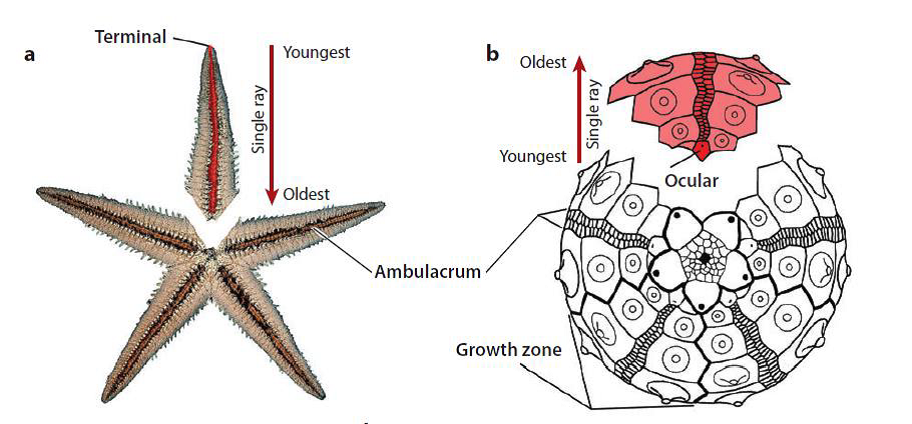 a
Terminal
Youngest
Single ray
Oldest
Ambulacrum
b
Oldest
Single ray
Youngest
Ocular
Growth zone